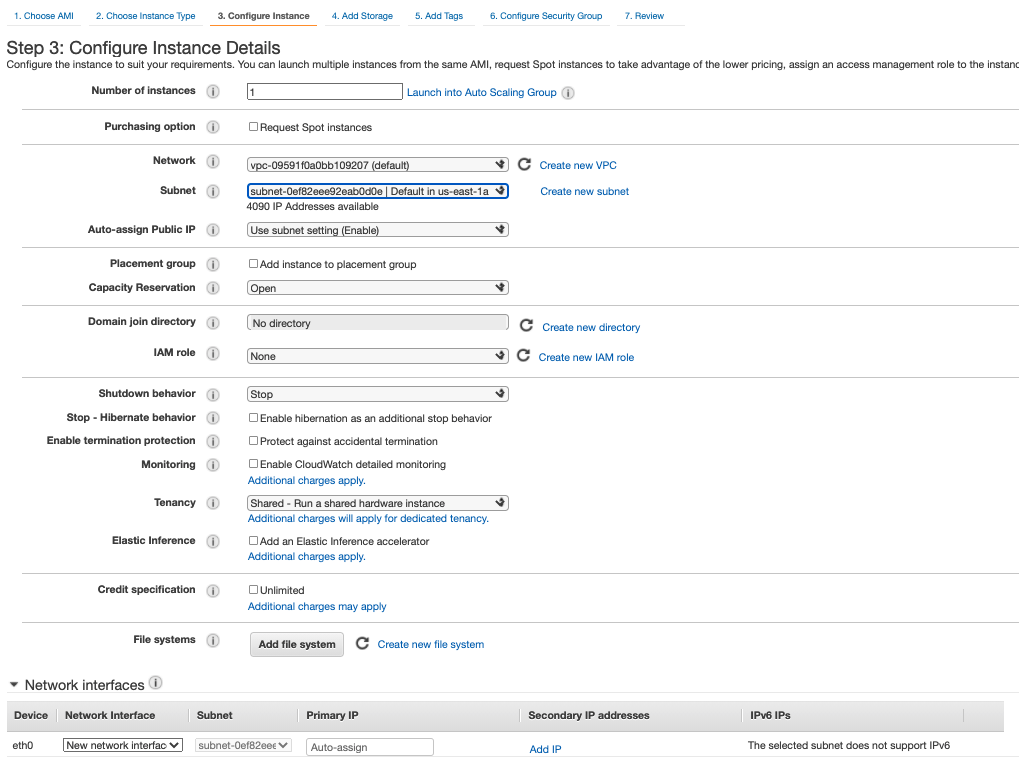 1. Choose AMI 2. Choose Instance Type 3. Configure Instance 4. Add Storage 5. Add Tags 6. Configure Security Group 7. Review
Step 3: Configure Instance Details
Configure the instance to suit your requirements. You can launch multiple instances from the same AMI, request Spot instances to take advantage of the lower pricing, assign an access management role to the instanc
Number of instances i 1 Launch into Auto Scaling Group i
Purchasing option i Request Spot instances
Network i vpc-09591f0a0bb109207 (default) Create new VPC
Subnet i subnet-0ef82eee92eab0d0e | Default in us-east-1a Create new subnet
4090 IP Addresses available
Auto-assign Public IP i Use subnet setting (Enable)
Placement group i Add instance to placement group
Capacity Reservation i Open
Domain join directory i No directory Create new directory
IAM role i None Create new IAM role
Shutdown behavior i Stop
Stop - Hibernate behavior i Enable hibernation as an additional stop behavior
Enable termination protection i Protect against accidental termination
Monitoring i Enable CloudWatch detailed monitoring
Additional charges apply.
Tenancy i Shared - Run a shared hardware instance
Additional charges will apply for dedicated tenancy.
Elastic Inference i Add an Elastic Inference accelerator
Additional charges apply.
Credit specification i Unlimited
Additional charges may apply
File systems i Add file system Create new file system
Network interfaces i
Device Network Interface Subnet Primary IP Secondary IP addresses IPv6 IPs
eth0 New network interfac subnet-0ef82eee Auto-assign Add IP The selected subnet does not support IPv6